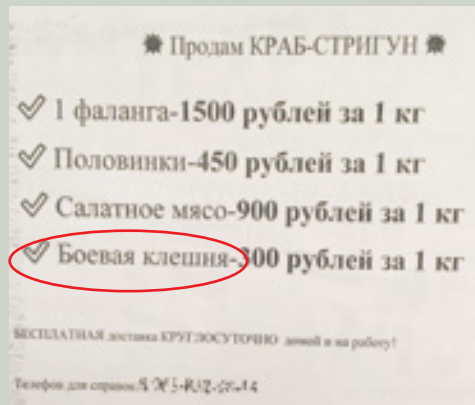 Продам КРАБ-СТРИГУН
1 фаланга-1500 рублей за 1 кг
Половинки-450 рублей за 1 кг
Салатное мясо-900 рублей за 1 кг
Боевая клешня-300 рублей за 1 кг
БЕСПЛАТНАЯ доставка КРУГЛОСУТОЧНО домой и на работу!
Телефон для справок: